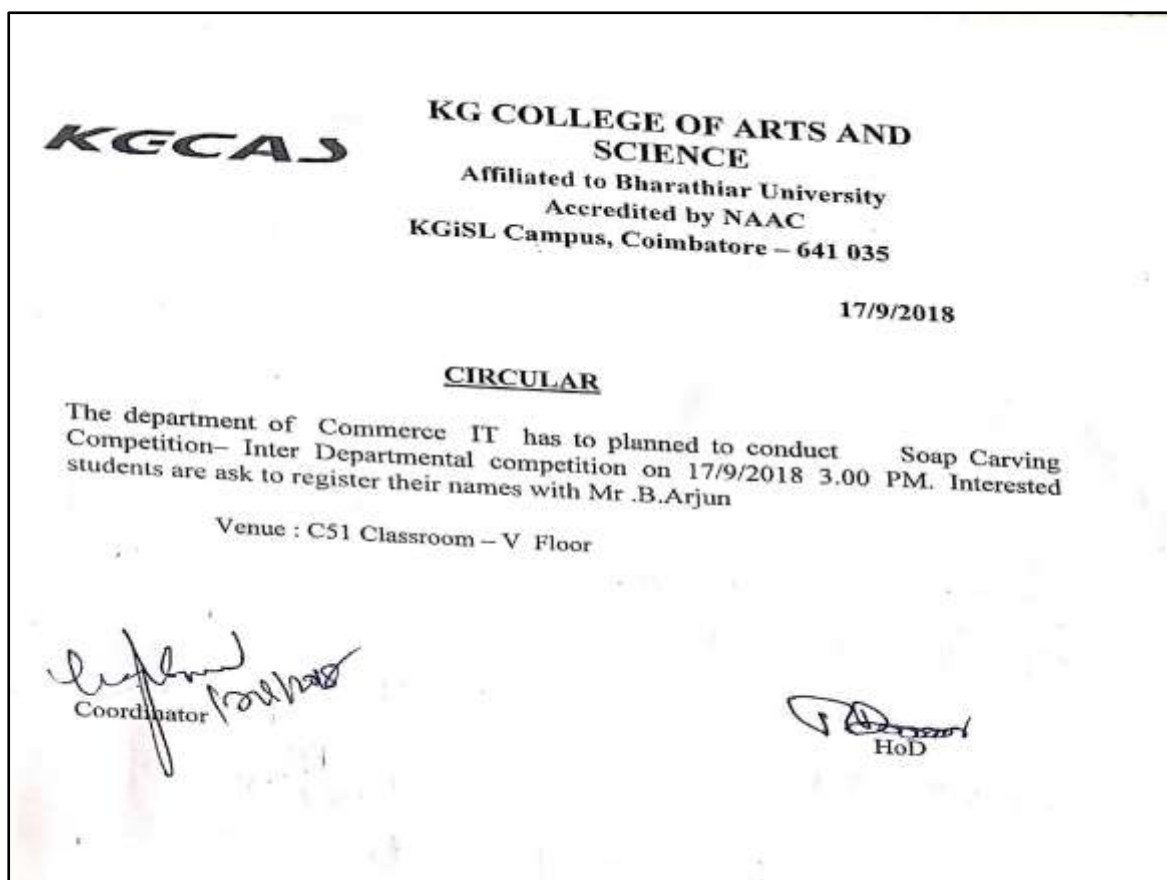 KGCAS
KG COLLEGE OF ARTS AND
SCIENCE
Affiliated to Bharathiar University
Accredited by NAAC
KGiSL Campus, Coimbatore – 641 035
17/9/2018
CIRCULAR
The department of Commerce IT has to planned to conduct Soap Carving
Competition– Inter Departmental competition on 17/9/2018 3.00 PM. Interested
students are ask to register their names with Mr .B.Arjun
Venue : C51 Classroom – V Floor
Coordinator
HoD